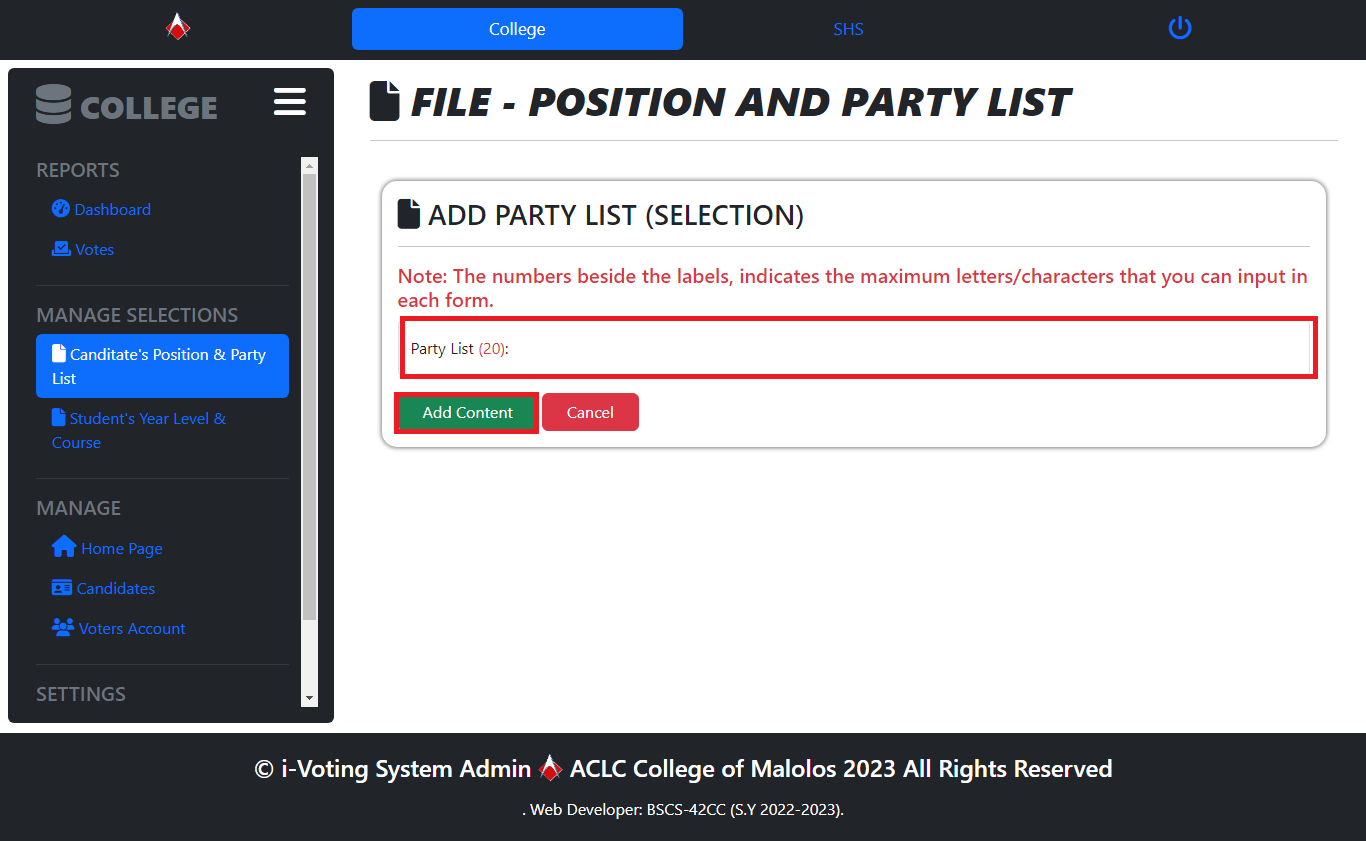 College
SHS
COLLEGE
REPORTS
Dashboard
Votes
MANAGE SELECTIONS
Canditate's Position & Party
List
Student's Year Level &
Course
MANAGE
Home Page
Candidates
Voters Account
SETTINGS
FILE - POSITION AND PARTY LIST
ADD PARTY LIST (SELECTION)
Note: The numbers beside the labels, indicates the maximum letters/characters that you can input in
each form.
Party List (20):
Add Content
Cancel
© i-Voting System Admin ACLC College of Malolos 2023 All Rights Reserved
. Web Developer: BSCS-42CC (S.Y 2022-2023).